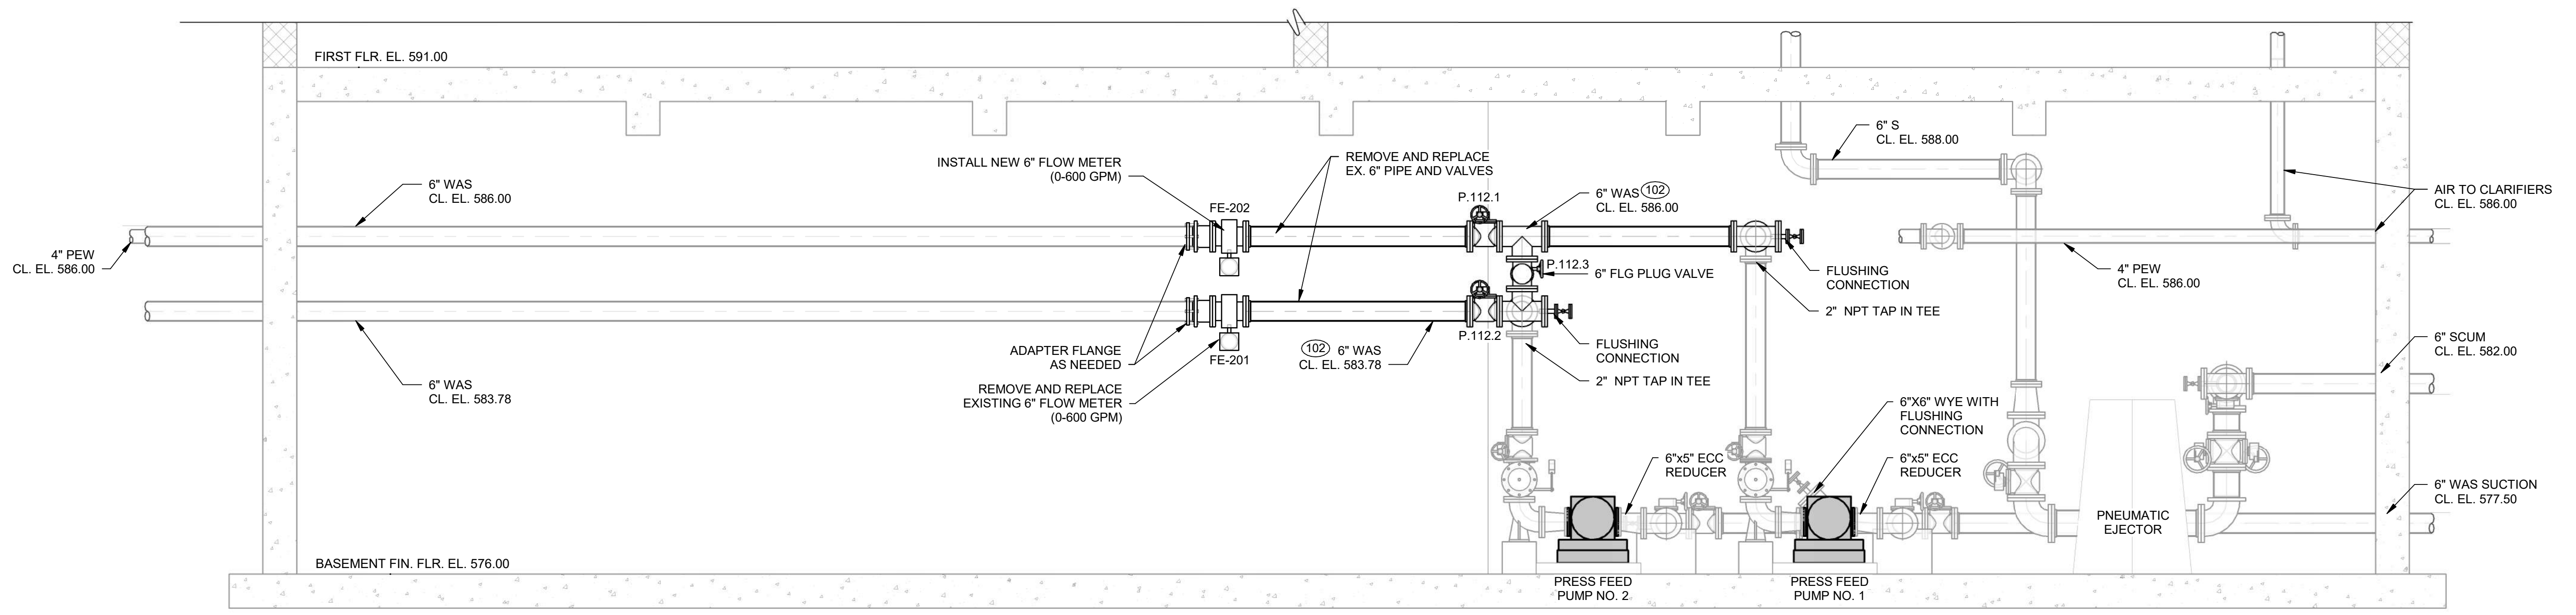 FIRST FLR. EL. 591.00
6" S
CL. EL. 588.00
INSTALL NEW 6" FLOW METER
(0-600 GPM)
REMOVE AND REPLACE
EX. 6" PIPE AND VALVES
6" WAS
CL. EL. 586.00
P.112.1
6" WAS 102
CL. EL. 586.00
AIR TO CLARIFIERS
CL. EL. 586.00
FE-202
4" PEW
CL. EL. 586.00
P.112.3
6" FLG PLUG VALVE
FLUSHING
CONNECTION
4" PEW
CL. EL. 586.00
2" NPT TAP IN TEE
P.112.2
ADAPTER FLANGE
AS NEEDED
FE-201
102 6" WAS
CL. EL. 583.78
FLUSHING
CONNECTION
6" SCUM
CL. EL. 582.00
2" NPT TAP IN TEE
6" WAS
CL. EL. 583.78
REMOVE AND REPLACE
EXISTING 6" FLOW METER
(0-600 GPM)
6"X6" WYE WITH
FLUSHING
CONNECTION
6"x5" ECC
REDUCER
6"x5" ECC
REDUCER
6" WAS SUCTION
CL. EL. 577.50
PNEUMATIC
EJECTOR
BASEMENT FIN. FLR. EL. 576.00
PRESS FEED
PUMP NO. 2
PRESS FEED
PUMP NO. 1